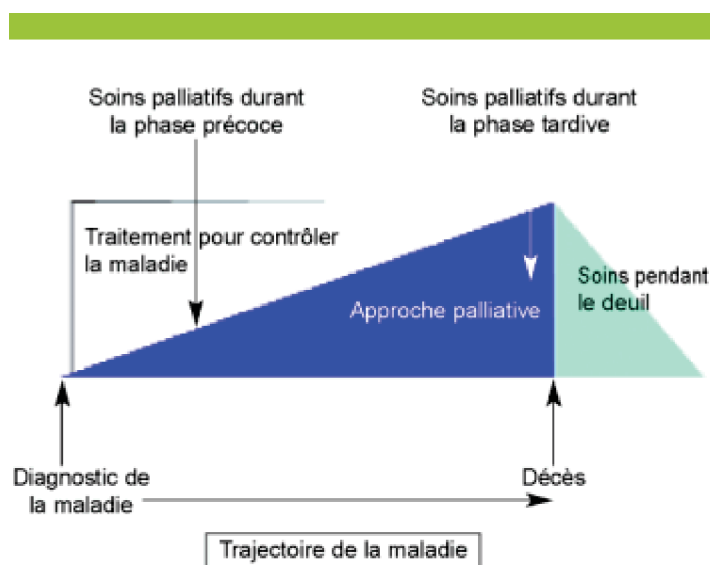 Soins palliatifs durant
la phase précoce
Soins palliatifs durant
la phase tardive
Traitement pour contrôler
la maladie
Approche palliative
Soins pendant
le deuil
Diagnostic de
la maladie
Décès
Trajectoire de la maladie